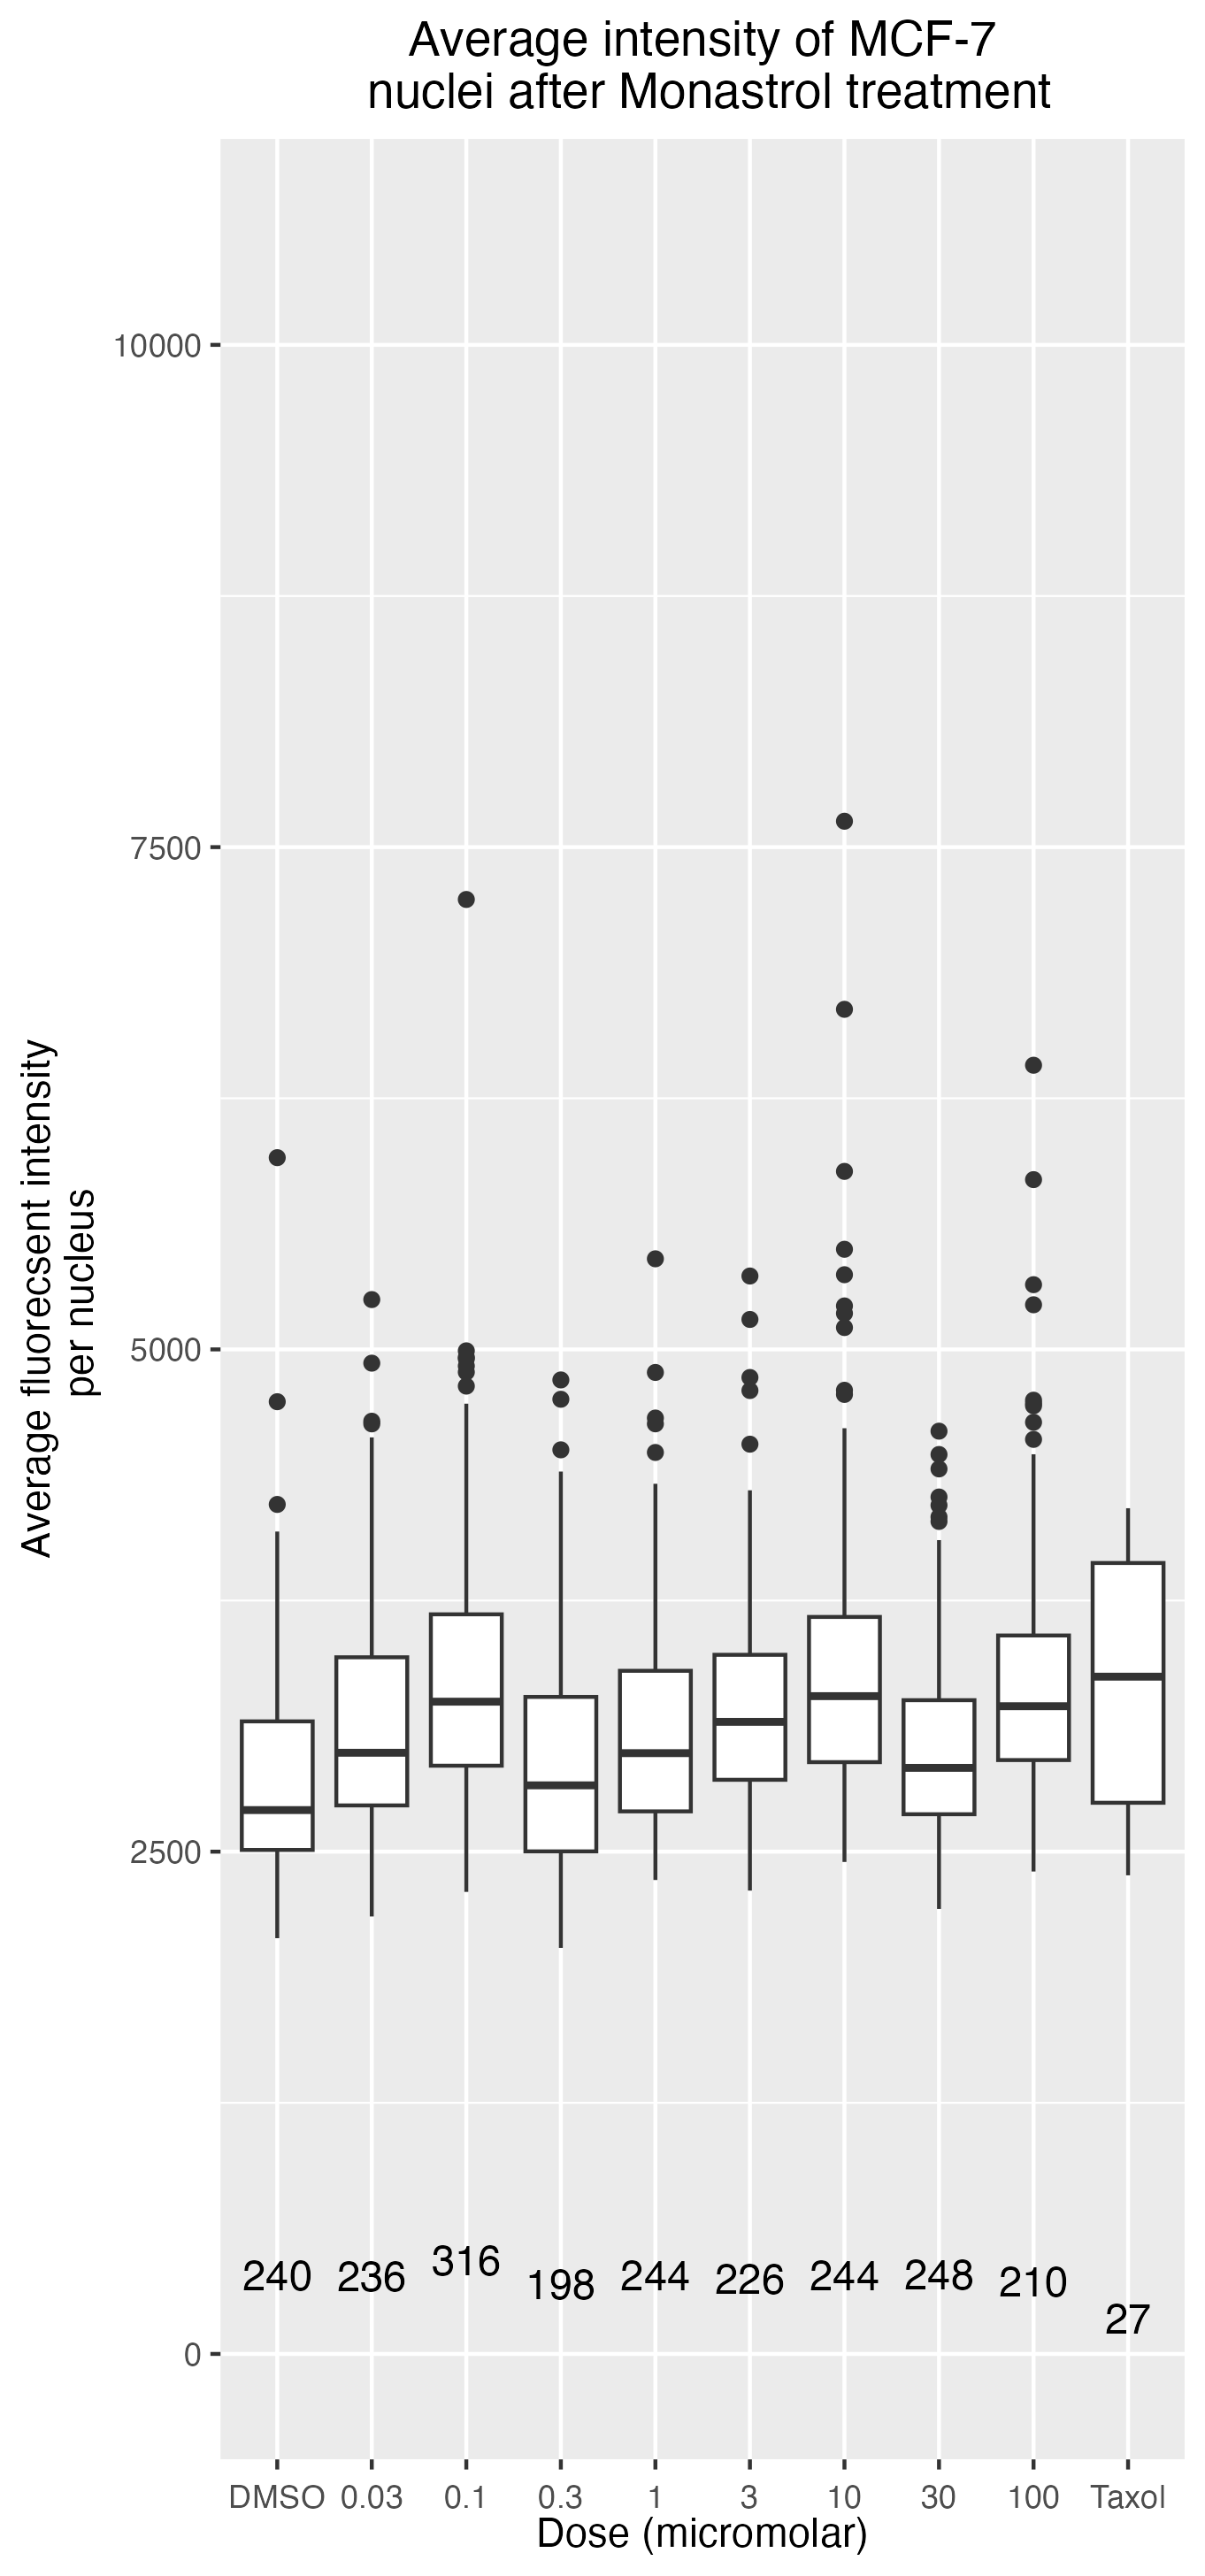 Average intensity of MCF-7
nuclei after Monastrol treatment
Average fluorecsent intensity
per nucleus
10000
7500
5000
2500
0
240 236 316 198 244 226 244 248 210 27
DMSO 0.03 0.1 0.3 1 3 10 30 100 Taxol
Dose (micromolar)